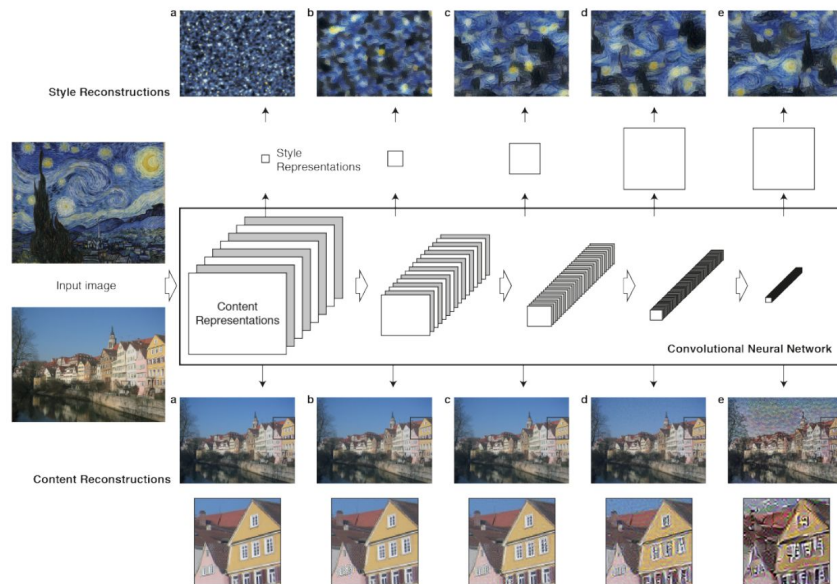 a b c d e
Style Reconstructions
Style
Representations
Input image
Content
Representations
Convolutional Neural Network
a b c d e
Content Reconstructions